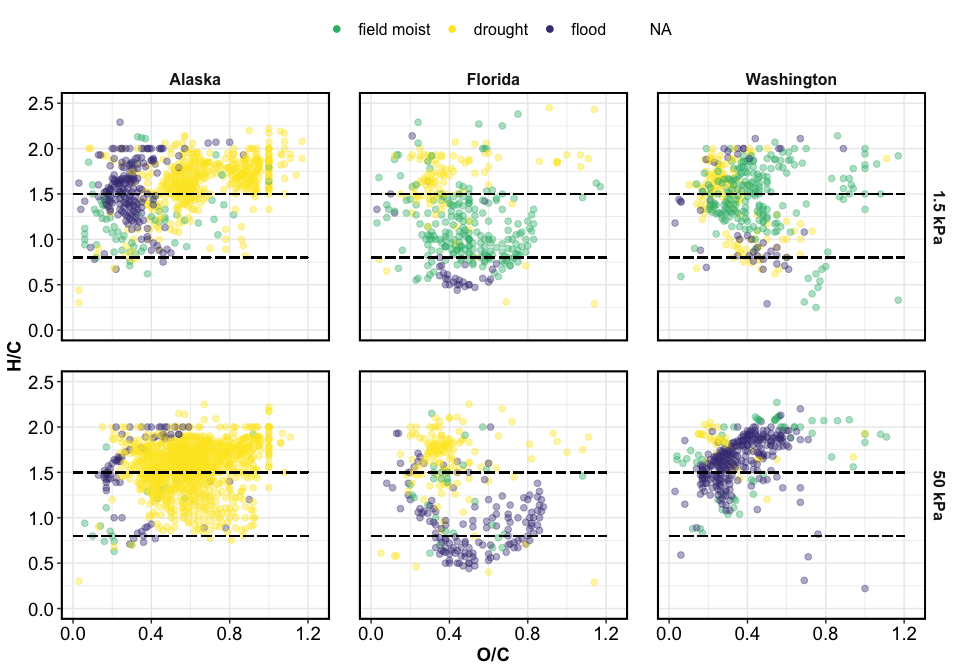 field moist drought flood NA
Alaska Florida Washington
2.5
2.0
1.5
1.0
0.5
0.0
1.5 kPa
H/C
2.5
2.0
1.5
1.0
0.5
0.0
50 kPa
0.0 0.4 0.8 1.2 0.0 0.4 0.8 1.2 0.0 0.4 0.8 1.2
O/C